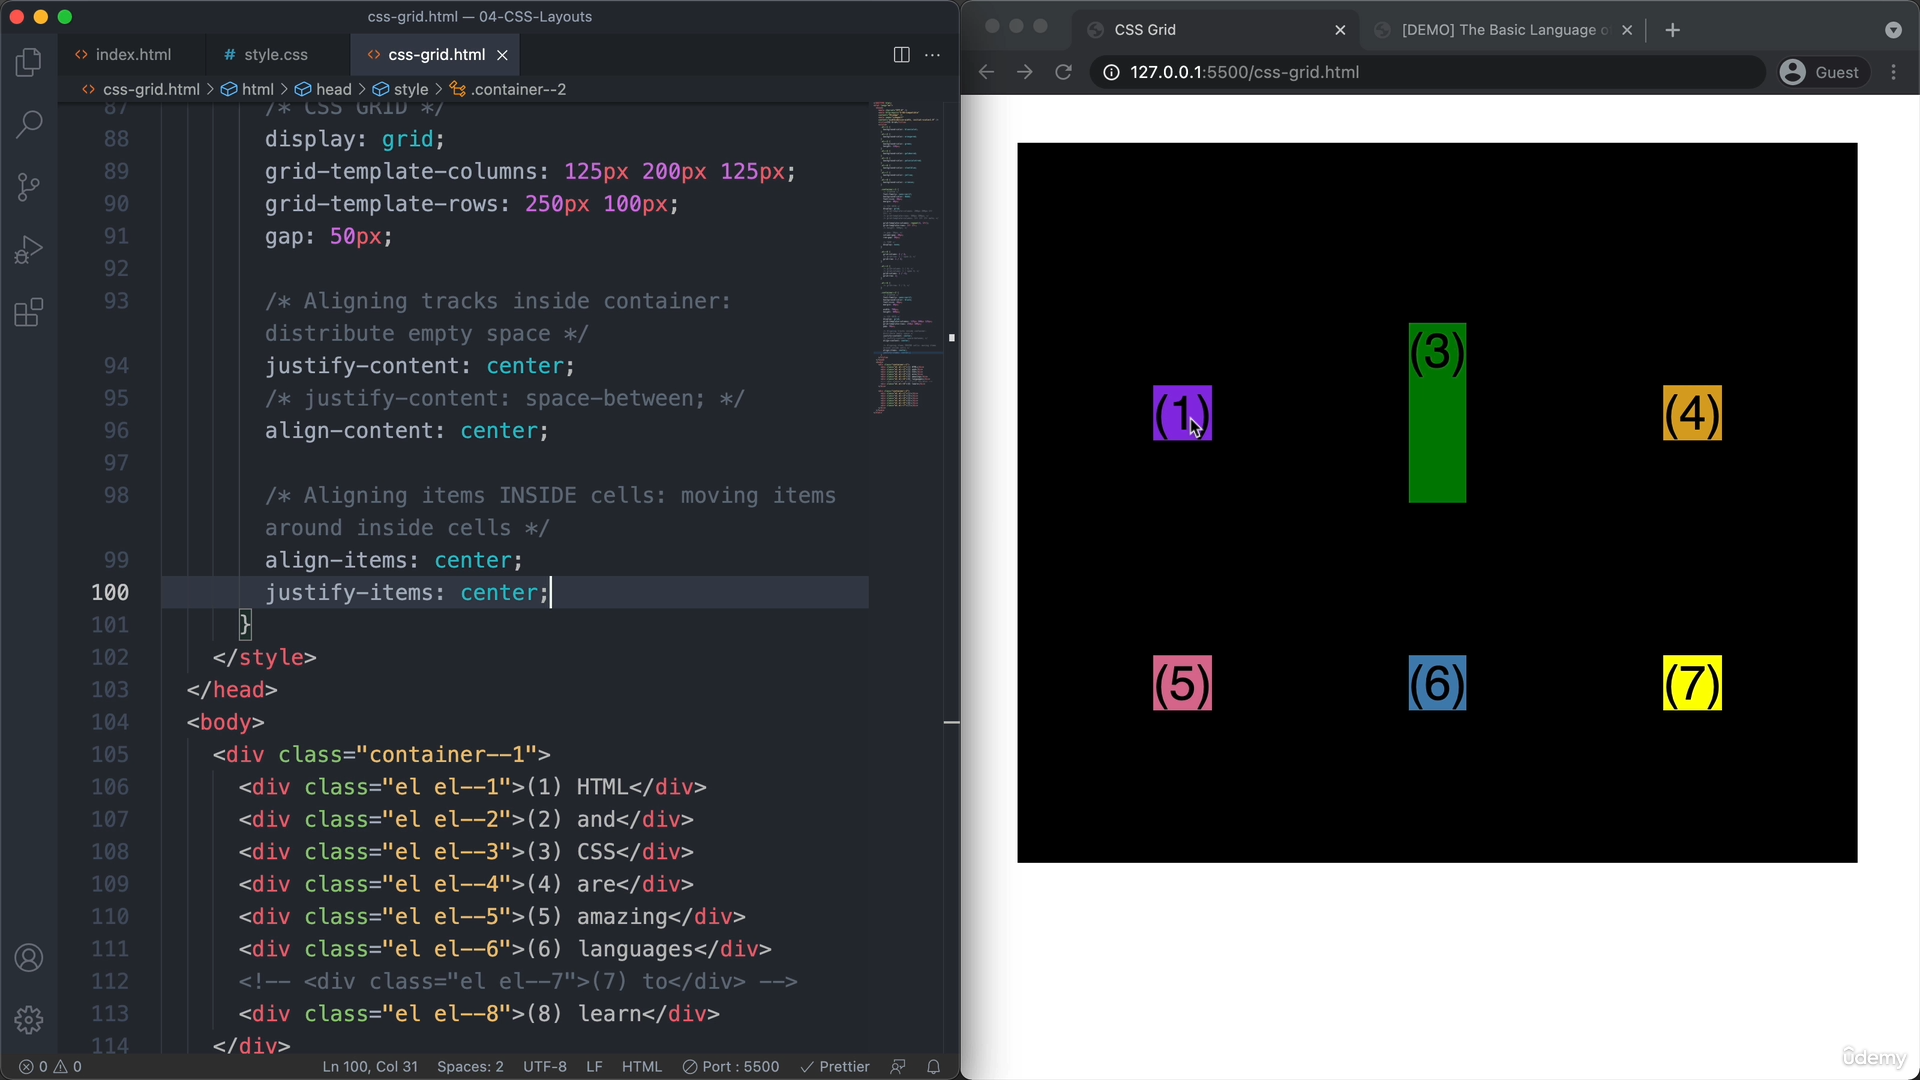 css-grid.html — 04-CSS-Layouts
index.html
# style.css
css-grid.html
css-grid.html > html > head > style > .container--2
87 /* CSS GRID */
88 display: grid;
89 grid-template-columns: 125px 200px 125px;
90 grid-template-rows: 250px 100px;
91 gap: 50px;
92
93 /* Aligning tracks inside container:
distribute empty space */
94 justify-content: center;
95 /* justify-content: space-between; */
96 align-content: center;
97
98 /* Aligning items INSIDE cells: moving items
around inside cells */
99 align-items: center;
100 justify-items: center;
101 }
102 </style>
103 </head>
104 <body>
105 <div class="container--1">
106 <div class="el el--1">(1) HTML</div>
107 <div class="el el--2">(2) and</div>
108 <div class="el el--3">(3) CSS</div>
109 <div class="el el--4">(4) are</div>
110 <div class="el el--5">(5) amazing</div>
111 <div class="el el--6">(6) languages</div>
112 <!-- <div class="el el--7">(7) to</div> -->
113 <div class="el el--8">(8) learn</div>
114 </div>
0 0 Ln 100, Col 31 Spaces: 2 UTF-8 LF HTML Port : 5500 Prettier
CSS Grid
[DEMO] The Basic Language o
127.0.0.1:5500/css-grid.html
Guest
(3)
(1)
(4)
(5)
(6)
(7)
ûdemy